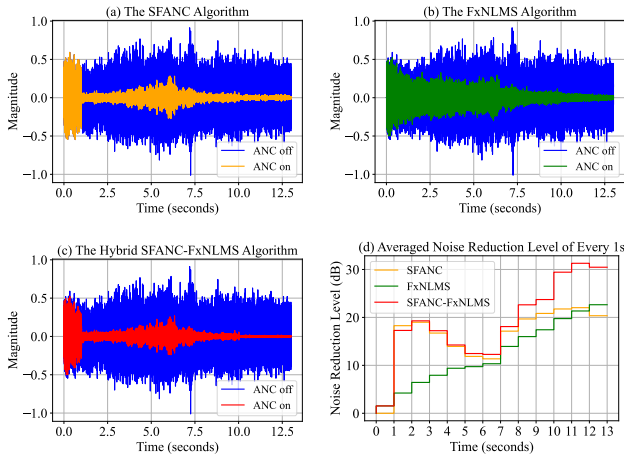 (a) The SFANC Algorithm
1.0
0.5
0.0
−0.5
−1.0
Magnitude
ANC off
ANC on
0.0 2.5 5.0 7.5 10.0 12.5
Time (seconds)
(b) The FxNLMS Algorithm
1.0
0.5
0.0
−0.5
−1.0
Magnitude
ANC off
ANC on
0.0 2.5 5.0 7.5 10.0 12.5
Time (seconds)
(c) The Hybrid SFANC-FxNLMS Algorithm
1.0
0.5
0.0
−0.5
−1.0
Magnitude
ANC off
ANC on
0.0 2.5 5.0 7.5 10.0 12.5
Time (seconds)
(d) Averaged Noise Reduction Level of Every 1s
30
20
10
0
Noise Reduction Level (dB)
SFANC
FxNLMS
SFANC-FxNLMS
0 1 2 3 4 5 6 7 8 9 10 11 12 13
Time (seconds)